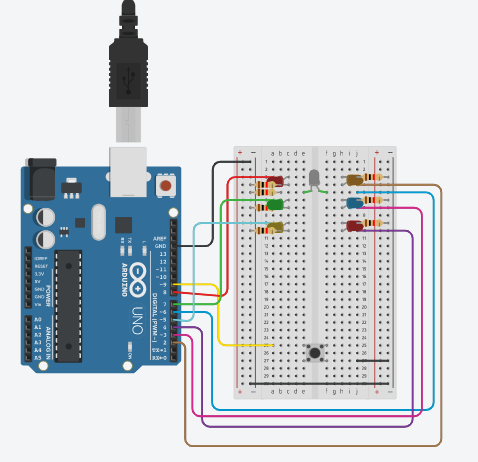 AREF
GND
13
12
~11
~10
~9
8
7
~6
~5
4
~3
2
TX→1
RX←0
DIGITAL (PWM~)
L
TX
RX
ON
ARDUINO
UNO
IOREF
RESET
3.3V
5V
GND
GND
Vin
POWER
A0
A1
A2
A3
A4
A5
ANALOG IN
+ − + −
a b c d e f g h i j
a b c d e f g h i j
+ − + −